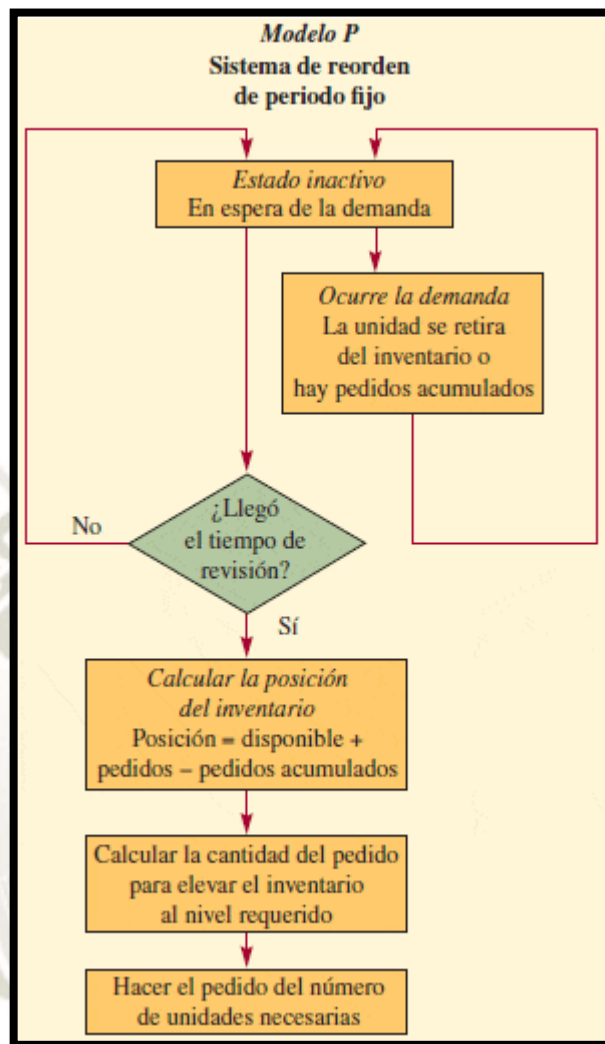 Modelo P
Sistema de reorden
de periodo fijo
Estado inactivo
En espera de la demanda
Ocurre la demanda
La unidad se retira
del inventario o
hay pedidos acumulados
¿Llegó
el tiempo de
revisión?
No
Sí
Calcular la posición
del inventario
Posición = disponible +
pedidos – pedidos acumulados
Calcular la cantidad del pedido
para elevar el inventario
al nivel requerido
Hacer el pedido del número
de unidades necesarias